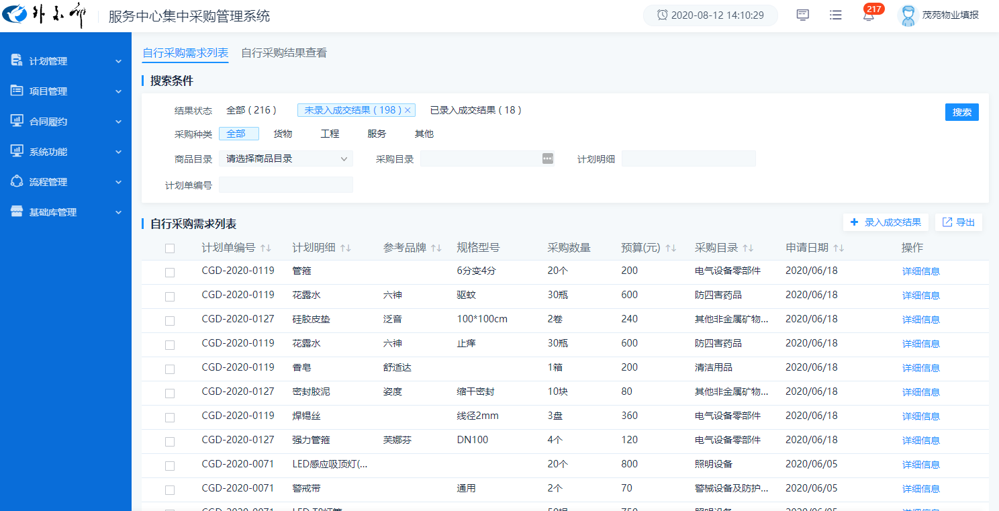 外交部 服务中心集中采购管理系统 2020-08-12 14:10:29 217 茂苑物业填报
计划管理
项目管理
合同履约
系统功能
流程管理
基础库管理
自行采购需求列表 自行采购结果查看
搜索条件
结果状态 全部 ( 216 ) 未录入成交结果 ( 198 ) × 已录入成交结果 ( 18 ) 搜索
采购种类 全部 货物 工程 服务 其他
商品目录 请选择商品目录 采购目录 计划明细
计划单编号
自行采购需求列表 + 录入成交结果 导出
计划单编号 ↑↓ 计划明细 ↑↓ 参考品牌 ↑↓ 规格型号 采购数量 预算(元) ↑↓ 采购目录 ↑↓ 申请日期 ↑↓ 操作
CGD-2020-0119 管箍 6分变4分 20个 200 电气设备零部件 2020/06/18 详细信息
CGD-2020-0119 花露水 六神 驱蚊 30瓶 600 防四害药品 2020/06/18 详细信息
CGD-2020-0127 硅胶皮垫 泛音 100*100cm 2卷 240 其他非金属矿物... 2020/06/18 详细信息
CGD-2020-0119 花露水 六神 止痒 30瓶 600 防四害药品 2020/06/18 详细信息
CGD-2020-0119 香皂 舒适达 1箱 200 清洁用品 2020/06/18 详细信息
CGD-2020-0127 密封胶泥 姿度 缩干密封 10块 80 其他非金属矿物... 2020/06/18 详细信息
CGD-2020-0119 焊锡丝 线径2mm 3盘 360 电气设备零部件 2020/06/18 详细信息
CGD-2020-0127 强力管箍 芙娜芬 DN100 4个 120 电气设备零部件 2020/06/18 详细信息
CGD-2020-0071 LED感应吸顶灯(... 20个 800 照明设备 2020/06/05 详细信息
CGD-2020-0071 警戒带 通用 2个 70 警械设备及防护... 2020/06/05 详细信息